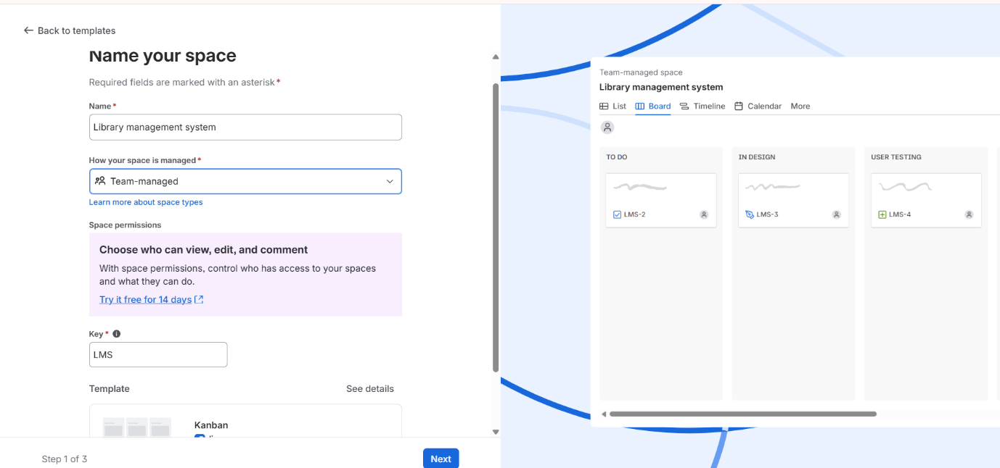 Back to templates
Name your space
Required fields are marked with an asterisk*
Name*
Library management system
How your space is managed*
Team-managed
Learn more about space types
Space permissions
Choose who can view, edit, and comment
With space permissions, control who has access to your spaces
and what they can do.
Try it free for 14 days
Key*
LMS
Template
See details
Kanban
Step 1 of 3
Next
Team-managed space
Library management system
List
Board
Timeline
Calendar
More
TO DO
IN DESIGN
USER TESTING
LMS-2
LMS-3
LMS-4